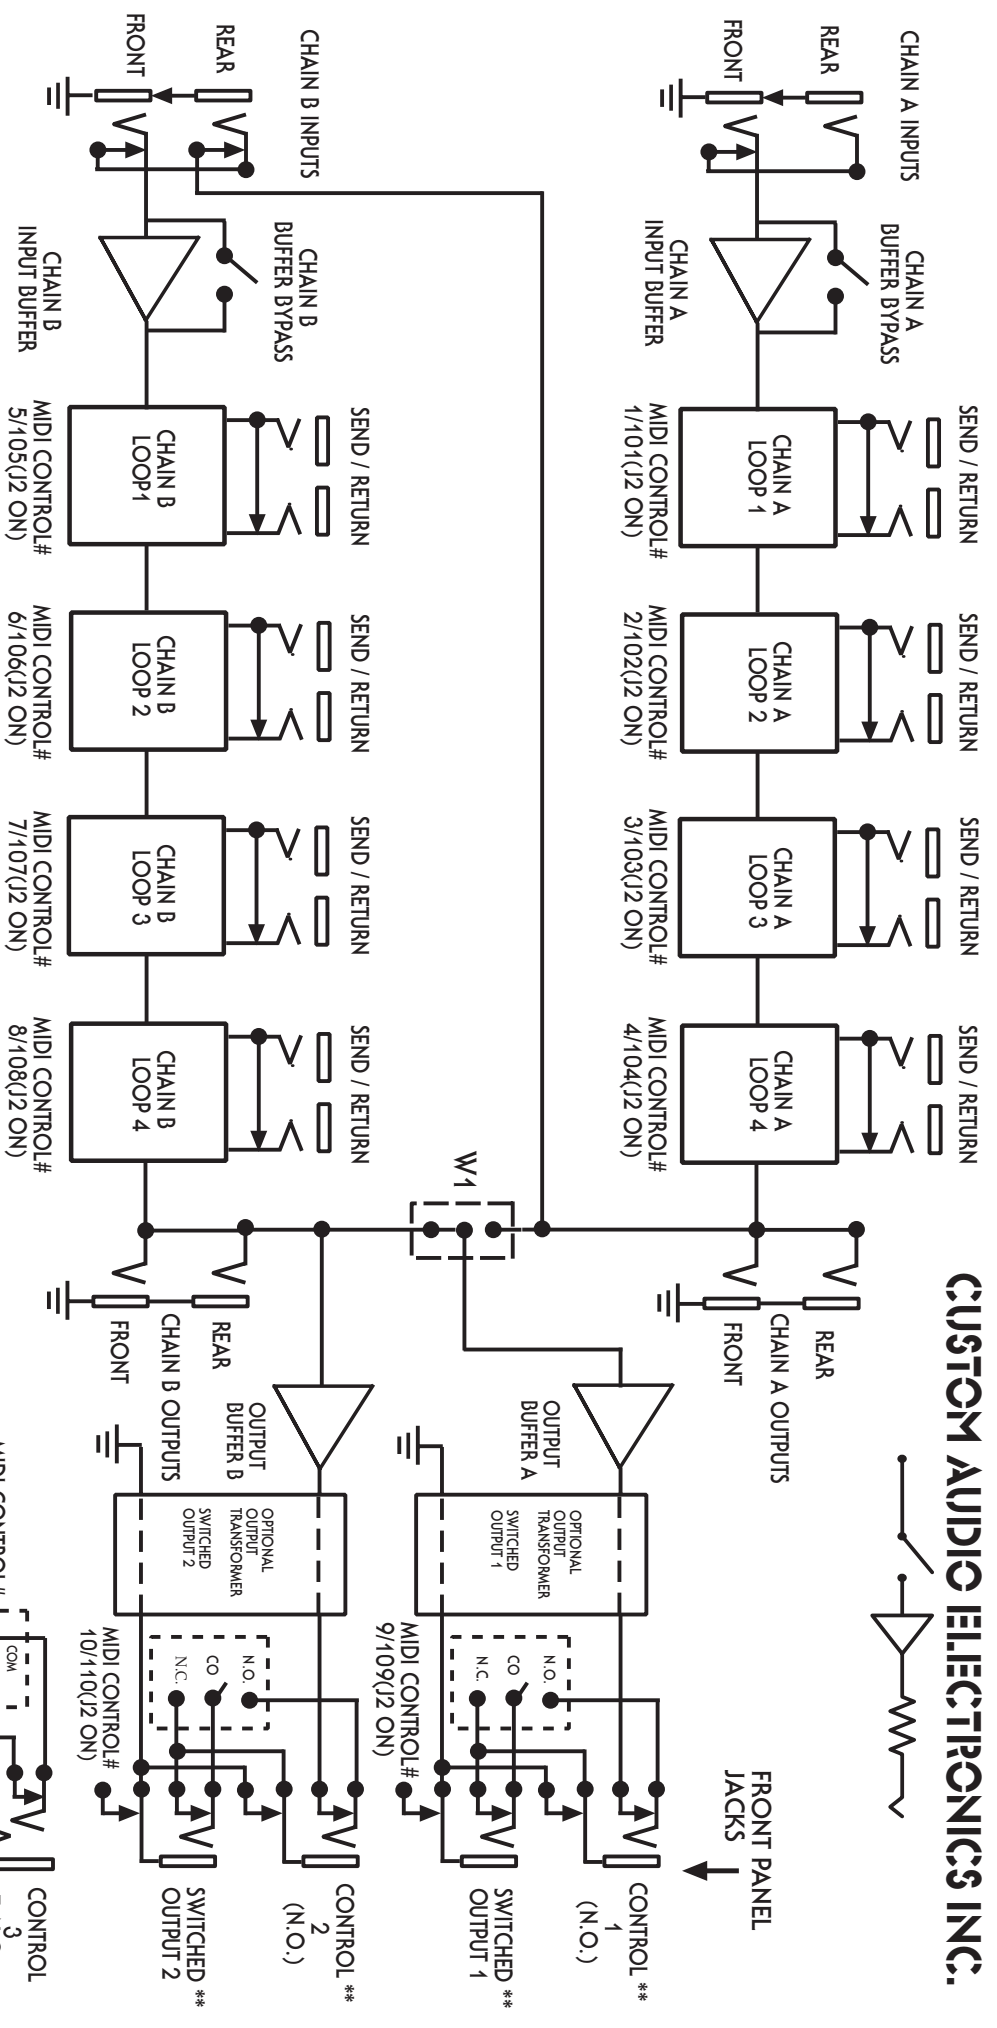 CUSTOM AUDIO ELECTRONICS INC.
CHAIN A INPUTS
REAR
FRONT
CHAIN A
BUFFER BYPASS
CHAIN A
INPUT BUFFER
SEND / RETURN
CHAIN A
LOOP 1
MIDI CONTROL#
1/101(J2 ON)
SEND / RETURN
CHAIN A
LOOP 2
MIDI CONTROL#
2/102(J2 ON)
SEND / RETURN
CHAIN A
LOOP 3
MIDI CONTROL#
3/103(J2 ON)
SEND / RETURN
CHAIN A
LOOP 4
MIDI CONTROL#
4/104(J2 ON)
REAR
CHAIN A OUTPUTS
FRONT
W1
OUTPUT
BUFFER A
OPTIONAL
OUTPUT
TRANSFORMER
SWITCHED
OUTPUT 1
N.O.
CO
N.C.
MIDI CONTROL#
9/109(J2 ON)
FRONT PANEL
JACKS
CONTROL **
1
(N.O.)
SWITCHED **
OUTPUT 1
CHAIN B INPUTS
REAR
FRONT
CHAIN B
BUFFER BYPASS
CHAIN B
INPUT BUFFER
SEND / RETURN
CHAIN B
LOOP1
MIDI CONTROL#
5/105(J2 ON)
SEND / RETURN
CHAIN B
LOOP 2
MIDI CONTROL#
6/106(J2 ON)
SEND / RETURN
CHAIN B
LOOP 3
MIDI CONTROL#
7/107(J2 ON)
SEND / RETURN
CHAIN B
LOOP 4
MIDI CONTROL#
8/108(J2 ON)
REAR
CHAIN B OUTPUTS
FRONT
OUTPUT
BUFFER B
OPTIONAL
OUTPUT
TRANSFORMER
SWITCHED
OUTPUT 2
N.O.
CO
N.C.
MIDI CONTROL#
10/110(J2 ON)
CONTROL **
2
(N.O.)
SWITCHED **
OUTPUT 2
MIDI CONTROL#
COM
CONTROL
3